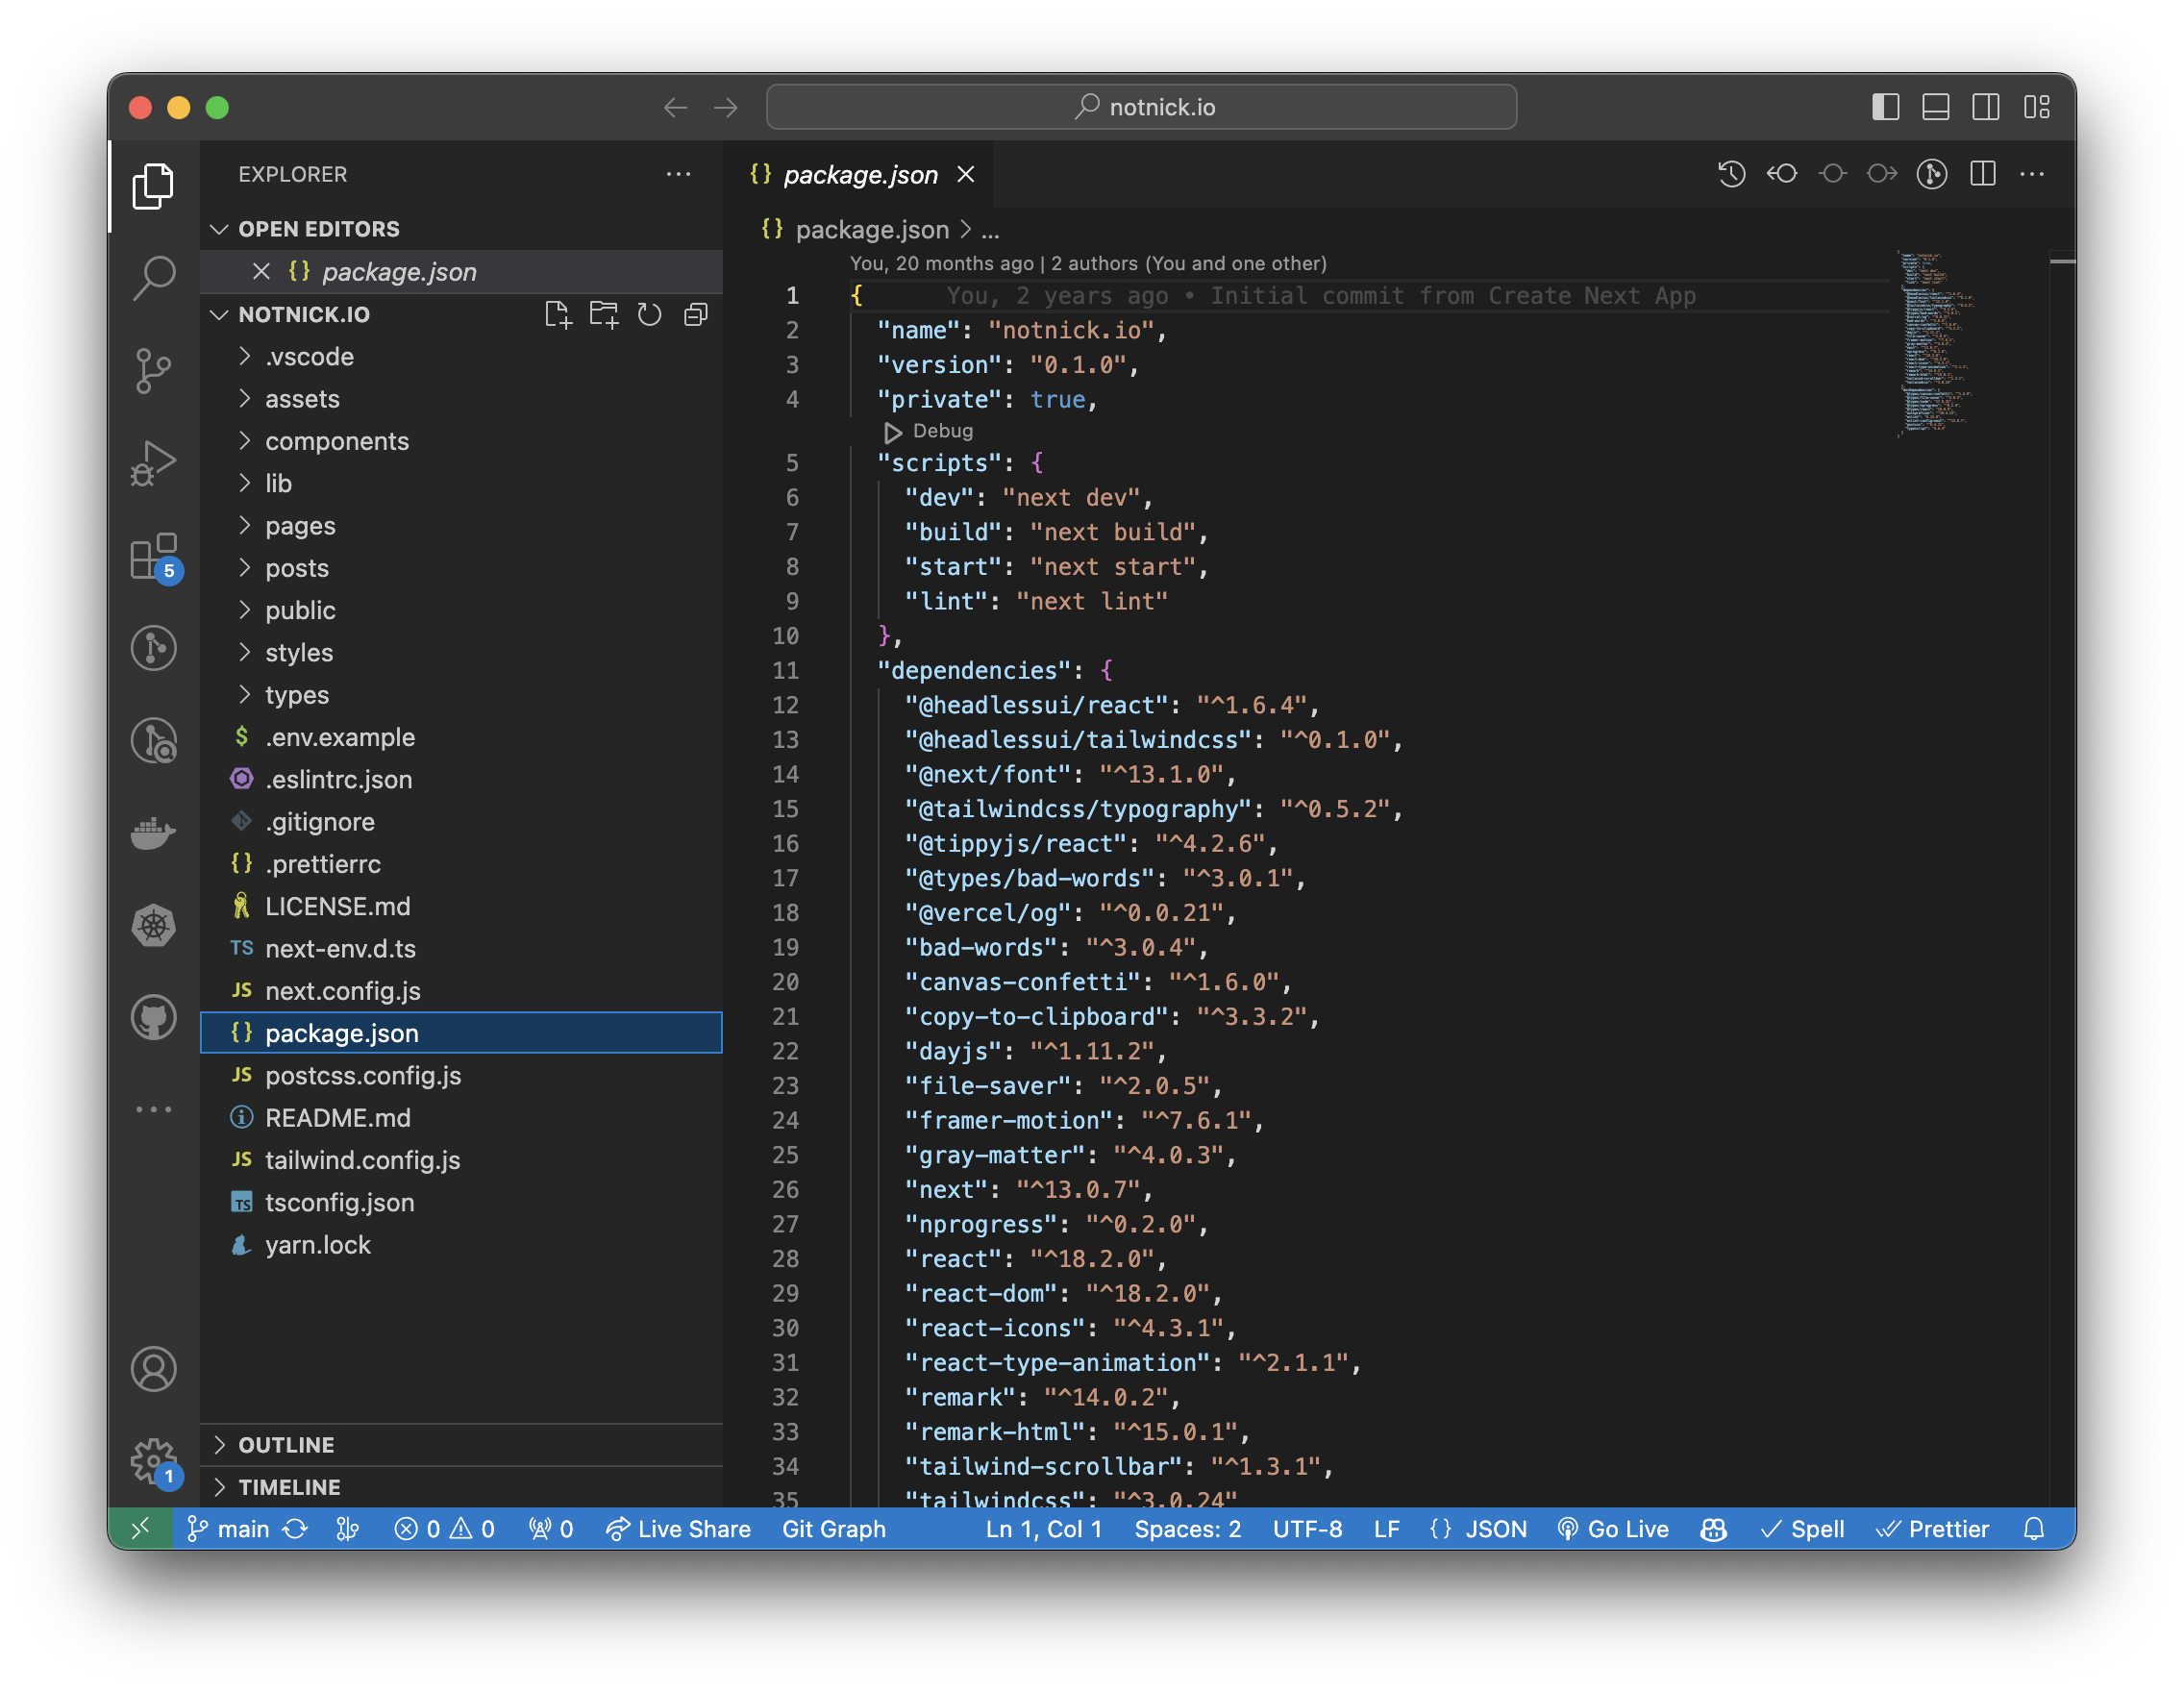 notnick.io
EXPLORER
OPEN EDITORS
package.json
NOTNICK.IO
.vscode
assets
components
lib
pages
posts
public
styles
types
.env.example
.eslintrc.json
.gitignore
.prettierrc
LICENSE.md
TS next-env.d.ts
JS next.config.js
{} package.json
JS postcss.config.js
README.md
JS tailwind.config.js
TS tsconfig.json
yarn.lock
OUTLINE
TIMELINE
5
1
{} package.json
{} package.json > ...
You, 20 months ago | 2 authors (You and one other)
1 { You, 2 years ago • Initial commit from Create Next App
2 "name": "notnick.io",
3 "version": "0.1.0",
4 "private": true,
Debug
5 "scripts": {
6 "dev": "next dev",
7 "build": "next build",
8 "start": "next start",
9 "lint": "next lint"
10 },
11 "dependencies": {
12 "@headlessui/react": "^1.6.4",
13 "@headlessui/tailwindcss": "^0.1.0",
14 "@next/font": "^13.1.0",
15 "@tailwindcss/typography": "^0.5.2",
16 "@tippyjs/react": "^4.2.6",
17 "@types/bad-words": "^3.0.1",
18 "@vercel/og": "^0.0.21",
19 "bad-words": "^3.0.4",
20 "canvas-confetti": "^1.6.0",
21 "copy-to-clipboard": "^3.3.2",
22 "dayjs": "^1.11.2",
23 "file-saver": "^2.0.5",
24 "framer-motion": "^7.6.1",
25 "gray-matter": "^4.0.3",
26 "next": "^13.0.7",
27 "nprogress": "^0.2.0",
28 "react": "^18.2.0",
29 "react-dom": "^18.2.0",
30 "react-icons": "^4.3.1",
31 "react-type-animation": "^2.1.1",
32 "remark": "^14.0.2",
33 "remark-html": "^15.0.1",
34 "tailwind-scrollbar": "^1.3.1",
35 "tailwindcss": "^3.0.24"
main 0 0 0 Live Share Git Graph Ln 1, Col 1 Spaces: 2 UTF-8 LF {} JSON Go Live Spell Prettier